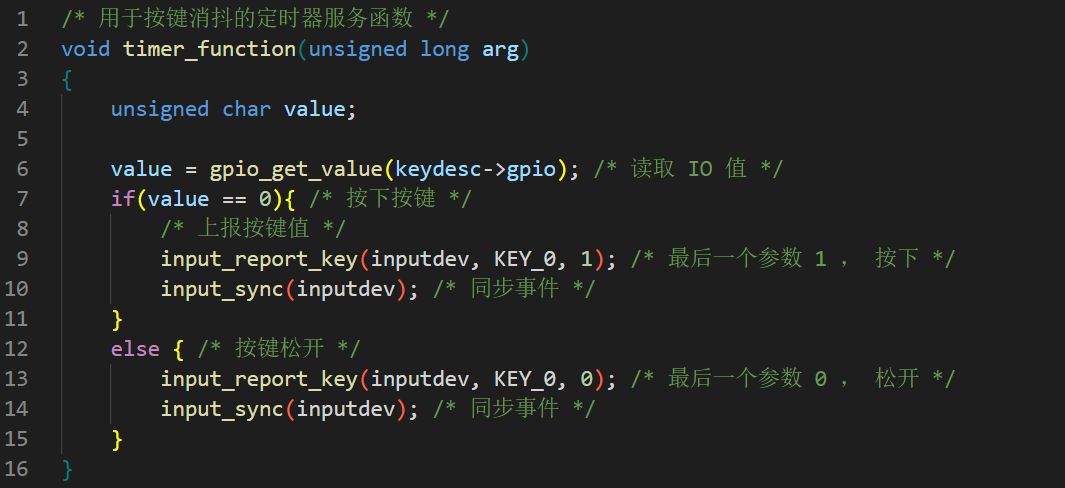 1 /* 用于按键消抖的定时器服务函数 */
2 void timer_function(unsigned long arg)
3 {
4     unsigned char value;
5
6     value = gpio_get_value(keydesc->gpio); /* 读取 IO 值 */
7     if(value == 0){ /* 按下按键 */
8         /* 上报按键值 */
9         input_report_key(inputdev, KEY_0, 1); /* 最后一个参数 1 ， 按下 */
10         input_sync(inputdev); /* 同步事件 */
11     }
12     else { /* 按键松开 */
13         input_report_key(inputdev, KEY_0, 0); /* 最后一个参数 0 ， 松开 */
14         input_sync(inputdev); /* 同步事件 */
15     }
16 }